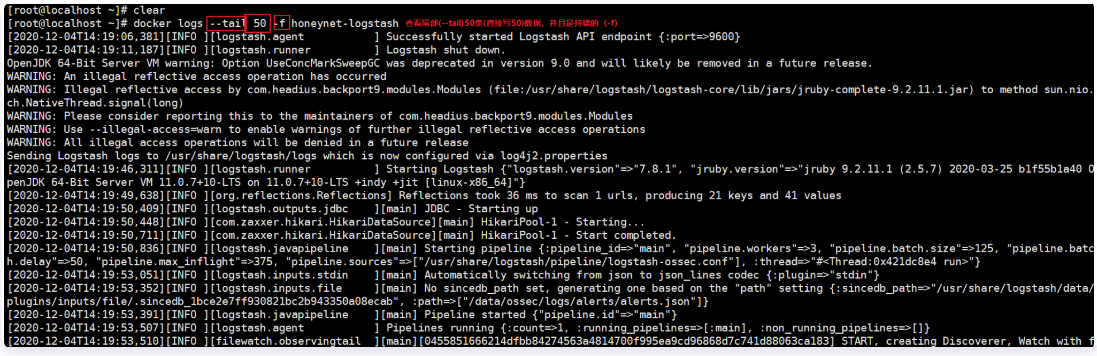 [root@localhost ~]# clear
[root@localhost ~]# docker logs --tail 50 -f honeynet-logstash 查看尾部(--tail)50条(直接写50)数据，并且是持续的（-f）
[2020-12-04T14:19:06,381][INFO ][logstash.agent           ] Successfully started Logstash API endpoint {:port=>9600}
[2020-12-04T14:19:11,187][INFO ][logstash.runner          ] Logstash shut down.
OpenJDK 64-Bit Server VM warning: Option UseConcMarkSweepGC was deprecated in version 9.0 and will likely be removed in a future release.
WARNING: An illegal reflective access operation has occurred
WARNING: Illegal reflective access by com.headius.backport9.modules.Modules (file:/usr/share/logstash/logstash-core/lib/jars/jruby-complete-9.2.11.1.jar) to method sun.nio.
ch.NativeThread.signal(long)
WARNING: Please consider reporting this to the maintainers of com.headius.backport9.modules.Modules
WARNING: Use --illegal-access=warn to enable warnings of further illegal reflective access operations
WARNING: All illegal access operations will be denied in a future release
Sending Logstash logs to /usr/share/logstash/logs which is now configured via log4j2.properties
[2020-12-04T14:19:46,311][INFO ][logstash.runner          ] Starting Logstash {"logstash.version"=>"7.8.1", "jruby.version"=>"jruby 9.2.11.1 (2.5.7) 2020-03-25 b1f55b1a40 O
penJDK 64-Bit Server VM 11.0.7+10-LTS on 11.0.7+10-LTS +indy +jit [linux-x86_64]"}
[2020-12-04T14:19:49,638][INFO ][org.reflections.Reflections] Reflections took 36 ms to scan 1 urls, producing 21 keys and 41 values
[2020-12-04T14:19:50,409][INFO ][logstash.outputs.jdbc    ][main] JDBC - Starting up
[2020-12-04T14:19:50,448][INFO ][com.zaxxer.hikari.HikariDataSource][main] HikariPool-1 - Starting...
[2020-12-04T14:19:50,711][INFO ][com.zaxxer.hikari.HikariDataSource][main] HikariPool-1 - Start completed.
[2020-12-04T14:19:50,836][INFO ][logstash.javapipeline    ][main] Starting pipeline {:pipeline_id=>"main", "pipeline.workers"=>3, "pipeline.batch.size"=>125, "pipeline.batc
h.delay"=>50, "pipeline.max_inflight"=>375, "pipeline.sources"=>["/usr/share/logstash/pipeline/logstash-ossec.conf"], :thread=>"#<Thread:0x421dc8e4 run>"}
[2020-12-04T14:19:53,051][INFO ][logstash.inputs.stdin    ][main] Automatically switching from json to json_lines codec {:plugin=>"stdin"}
[2020-12-04T14:19:53,352][INFO ][logstash.inputs.file     ][main] No sincedb_path set, generating one based on the "path" setting {:sincedb_path=>"/usr/share/logstash/data/
plugins/inputs/file/.sincedb_1bce2e7ff930821bc2b943350a08ecab", :path=>["/data/ossec/logs/alerts/alerts.json"]}
[2020-12-04T14:19:53,391][INFO ][logstash.javapipeline    ][main] Pipeline started {"pipeline.id"=>"main"}
[2020-12-04T14:19:53,507][INFO ][logstash.agent           ] Pipelines running {:count=>1, :running_pipelines=>[:main], :non_running_pipelines=>[]}
[2020-12-04T14:19:53,510][INFO ][filewatch.observingtail  ][main][0455851666214dfbb84274563a4814700f995ea9cd96868d7c741d88063ca183] START, creating Discoverer, Watch with f